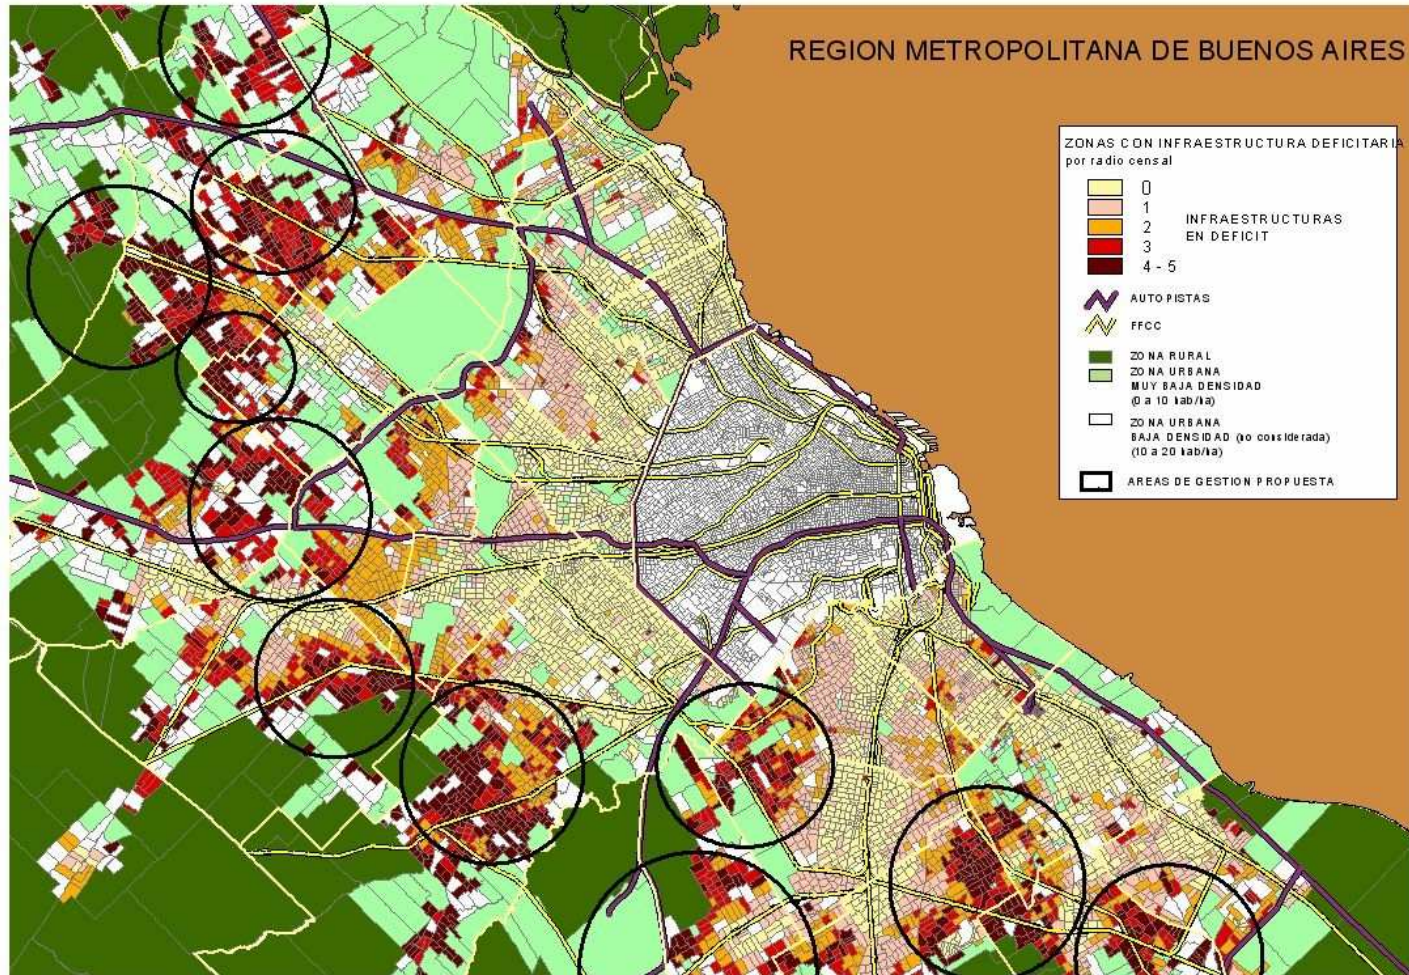 REGION METROPOLITANA DE BUENOS AIRES
ZONAS CON INFRAESTRUCTURA DEFICITARIA
por radio censal
0
1
2
3
4 - 5
INFRAESTRUCTURAS
EN DEFICIT
AUTOPISTAS
FFCC
ZONA RURAL
ZONA URBANA
MUY BAJA DENSIDAD
(0 a 10 hab/ha)
ZONA URBANA
BAJA DENSIDAD (no considerada)
(10 a 20 hab/ha)
AREAS DE GESTION PROPUESTA